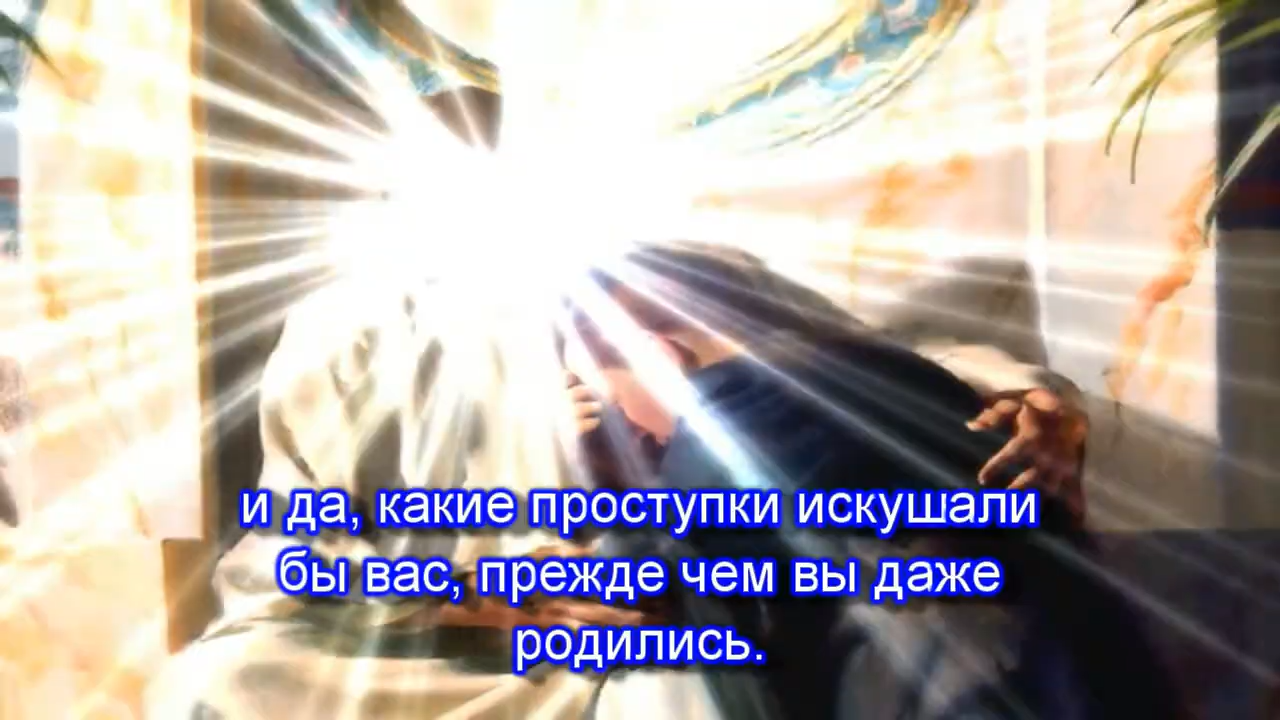 и да, какие проступки искушали
бы вас, прежде чем вы даже
родились.